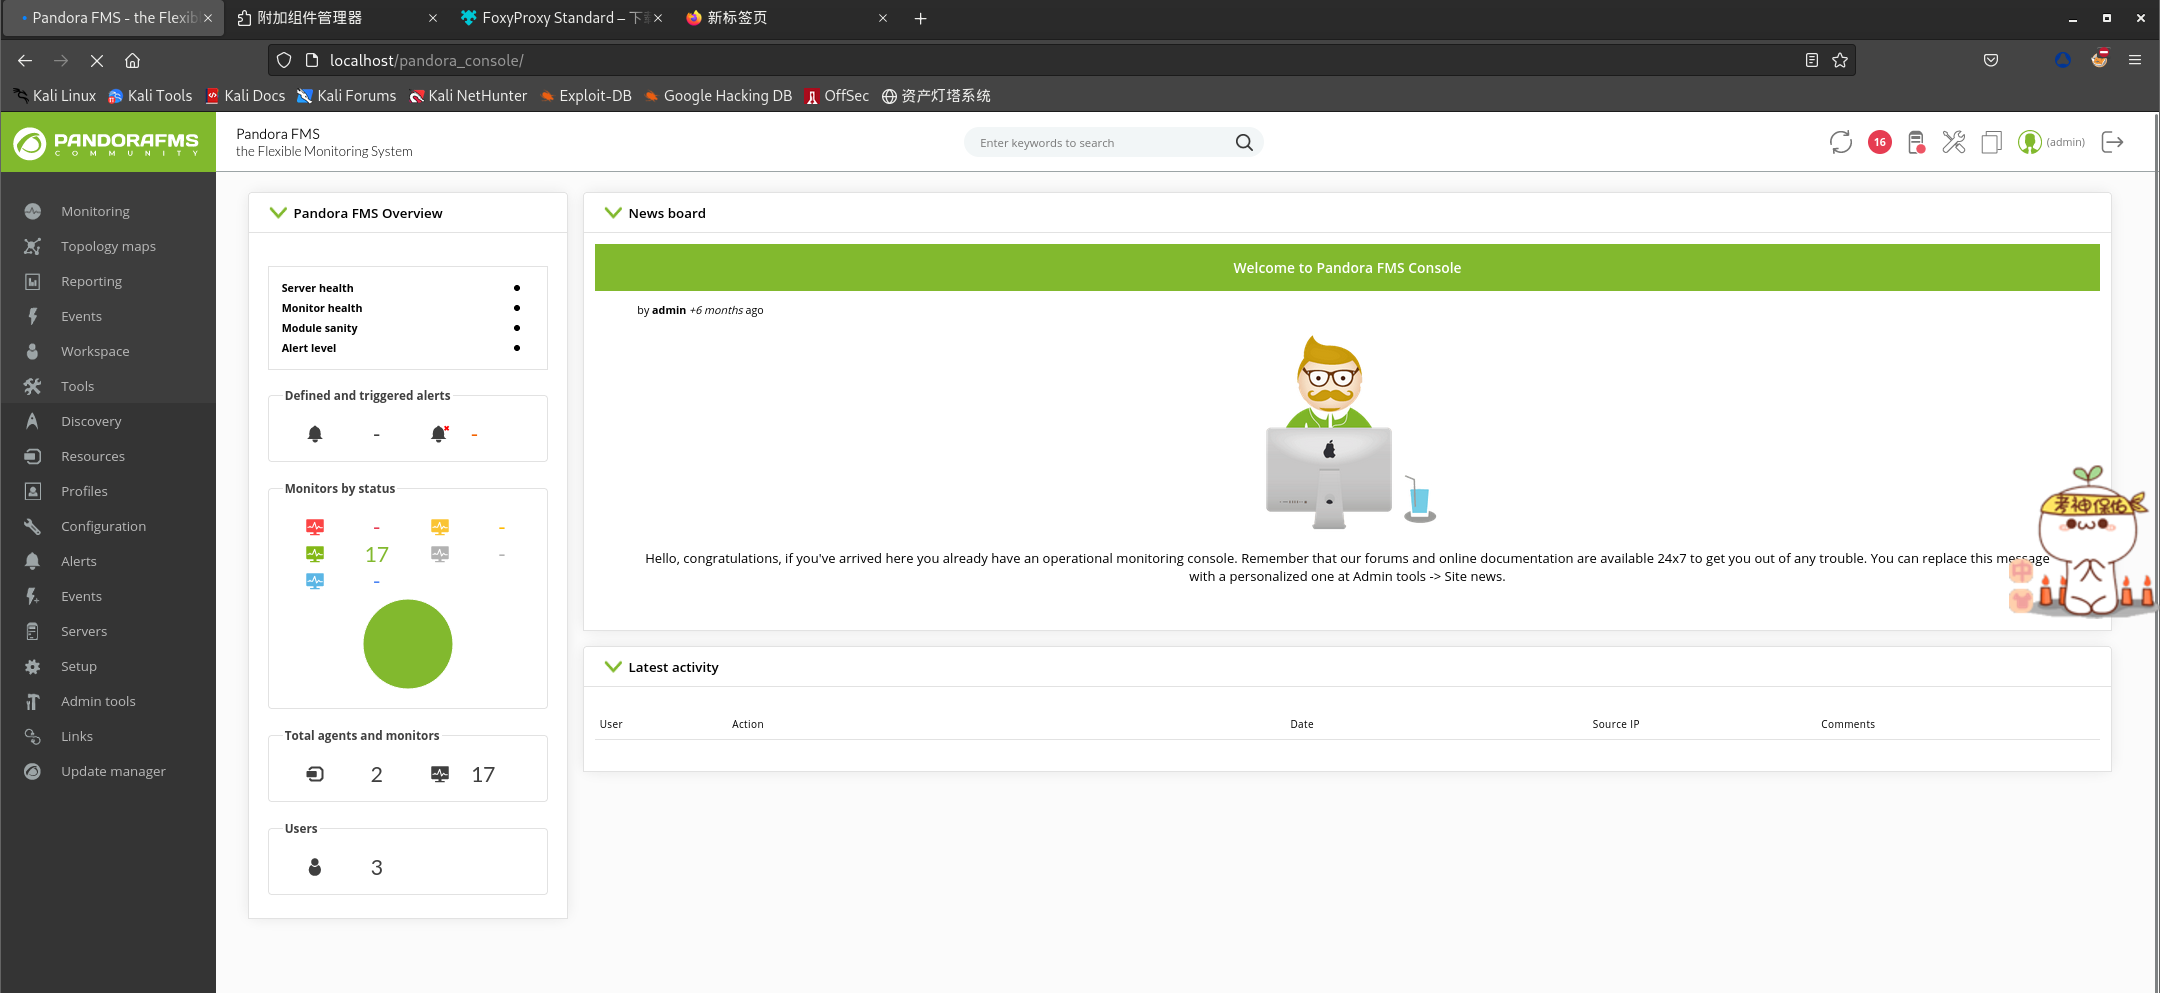 Pandora FMS - the Flexib
附加组件管理器
FoxyProxy Standard – 下
新标签页
localhost/pandora_console/
Kali Linux
Kali Tools
Kali Docs
Kali Forums
Kali NetHunter
Exploit-DB
Google Hacking DB
OffSec
资产灯塔系统
PANDORAFMS
COMMUNITY
Pandora FMS
the Flexible Monitoring System
Enter keywords to search
16
(admin)
Monitoring
Topology maps
Reporting
Events
Workspace
Tools
Discovery
Resources
Profiles
Configuration
Alerts
Events
Servers
Setup
Admin tools
Links
Update manager
Pandora FMS Overview
Server health
Monitor health
Module sanity
Alert level
Defined and triggered alerts
-
-
Monitors by status
-
-
17
-
-
Total agents and monitors
2
17
Users
3
News board
Welcome to Pandora FMS Console
by admin +6 months ago
Hello, congratulations, if you've arrived here you already have an operational monitoring console. Remember that our forums and online documentation are available 24x7 to get you out of any trouble. You can replace this message
with a personalized one at Admin tools -> Site news.
考神保佑
中
Latest activity
User
Action
Date
Source IP
Comments